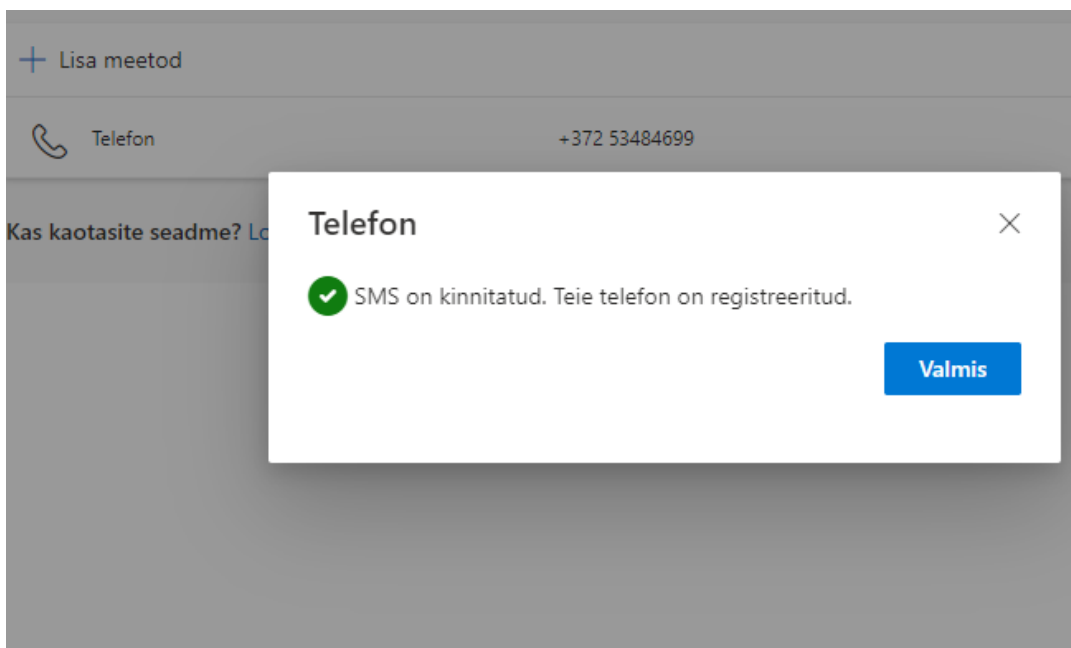 Lisa meetod
Telefon +372 53484699
Kas kaotasite seadme?
Telefon
SMS on kinnitatud. Teie telefon on registreeritud.
Valmis